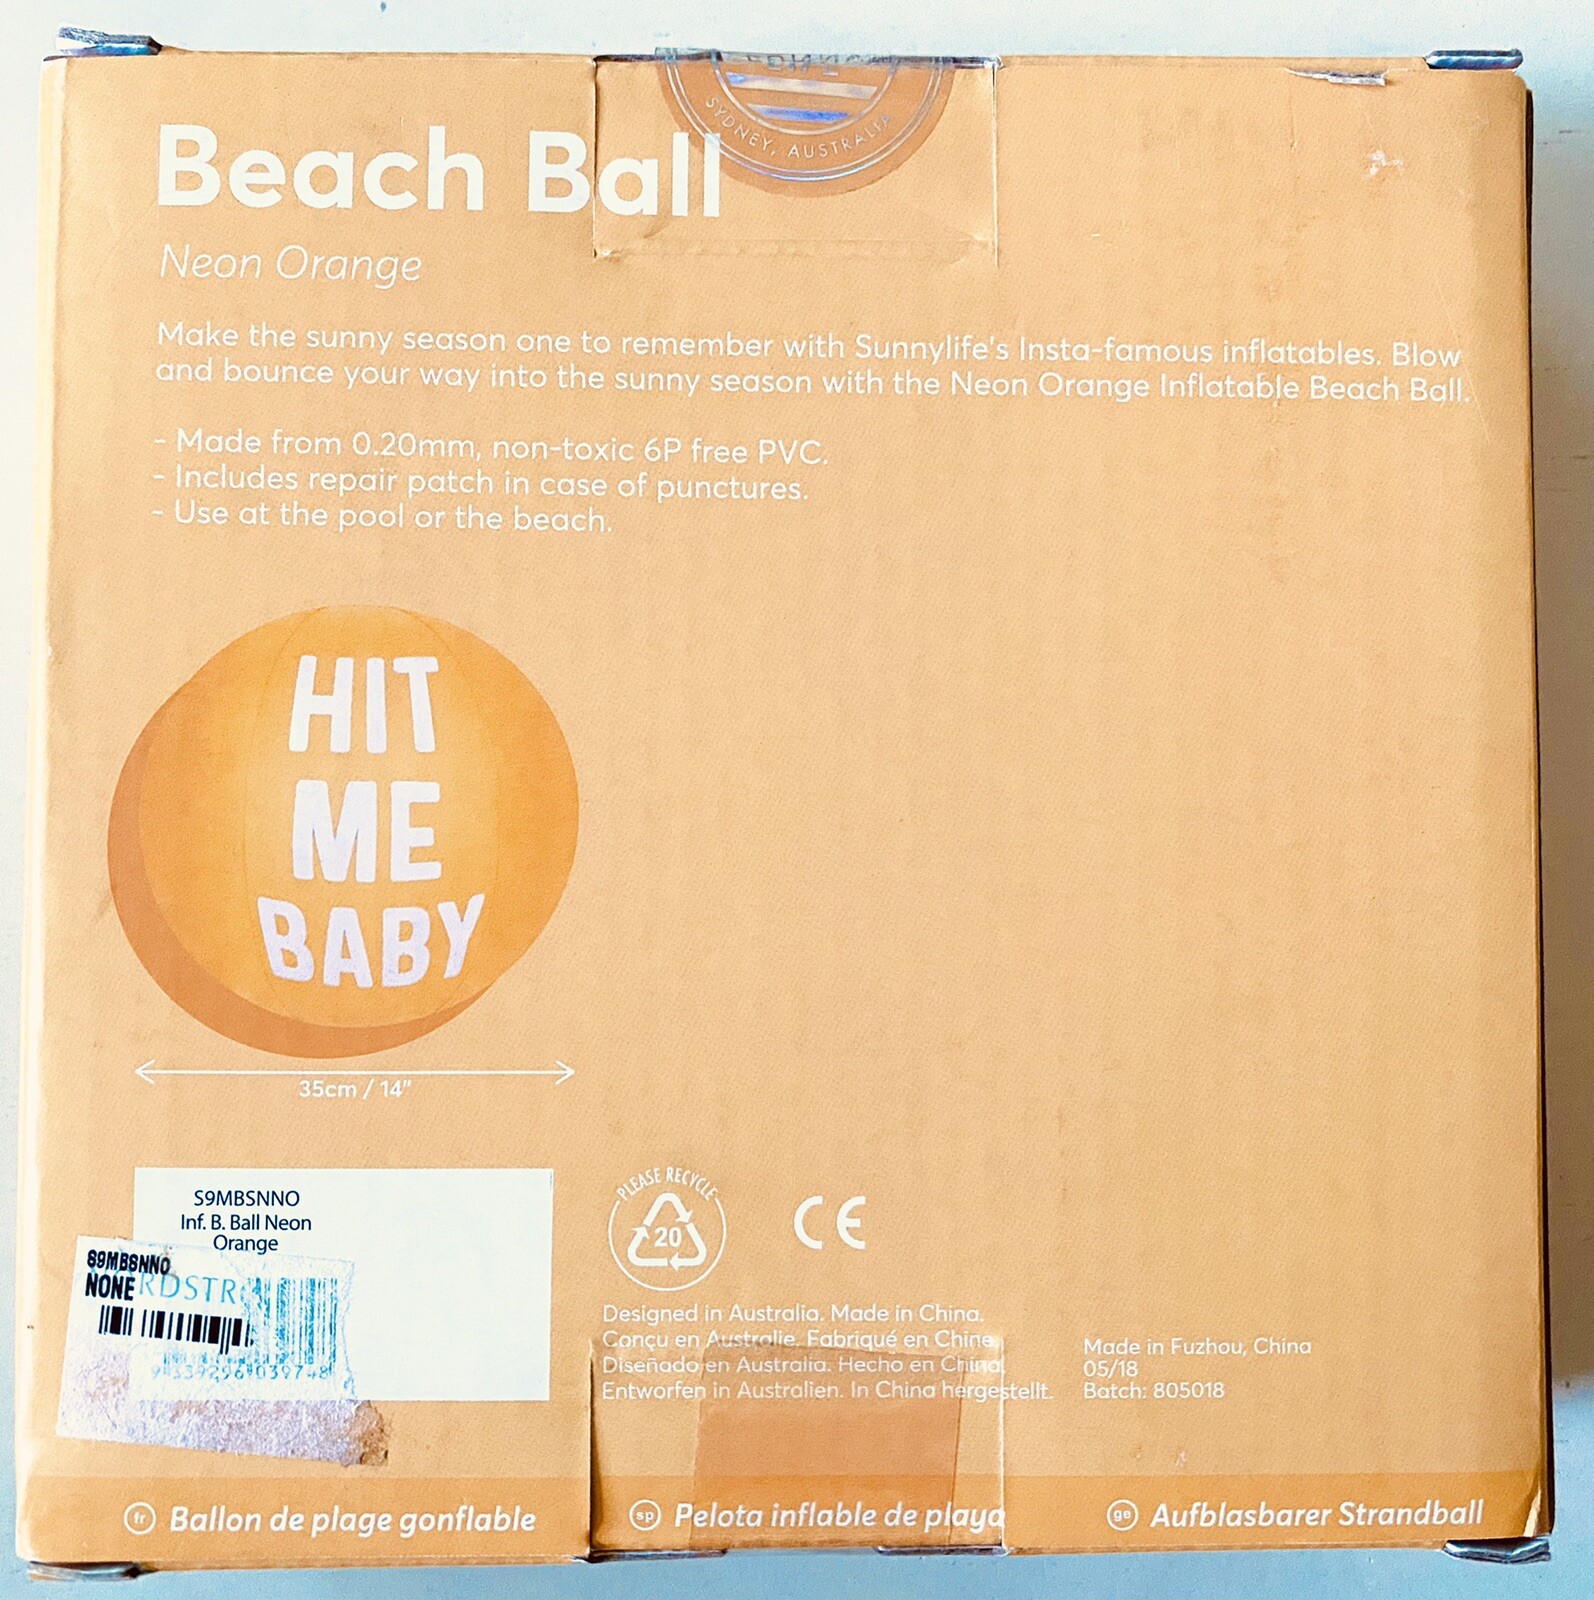 SYDNEY, AUSTRALIA
Beach Ball
Neon Orange
Make the sunny season one to remember with Sunnylife's Insta-famous inflatables. Blow
and bounce your way into the sunny season with the Neon Orange Inflatable Beach Ball.
- Made from 0.20mm, non-toxic 6P free PVC.
- Includes repair patch in case of punctures.
- Use at the pool or the beach.
HIT
ME
BABY
35cm / 14"
S9MBSNNO
Inf. B. Ball Neon
Orange
S9MBSNNO
NONE
9 339296 039748
PLEASE RECYCLE
20
CE
Designed in Australia. Made in China.
Conçu en Australie. Fabriqué en Chine.
Diseñado en Australia. Hecho en China.
Entworfen in Australien. In China hergestellt.
Made in Fuzhou, China
05/18
Batch: 805018
fr Ballon de plage gonflable
sp Pelota inflable de playa
ge Aufblasbarer Strandball